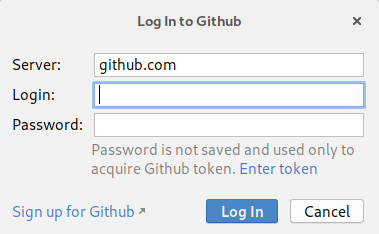 Log In to Github
Server: github.com
Login:
Password:
Password is not saved and used only to
acquire Github token. Enter token
Sign up for Github Log In Cancel